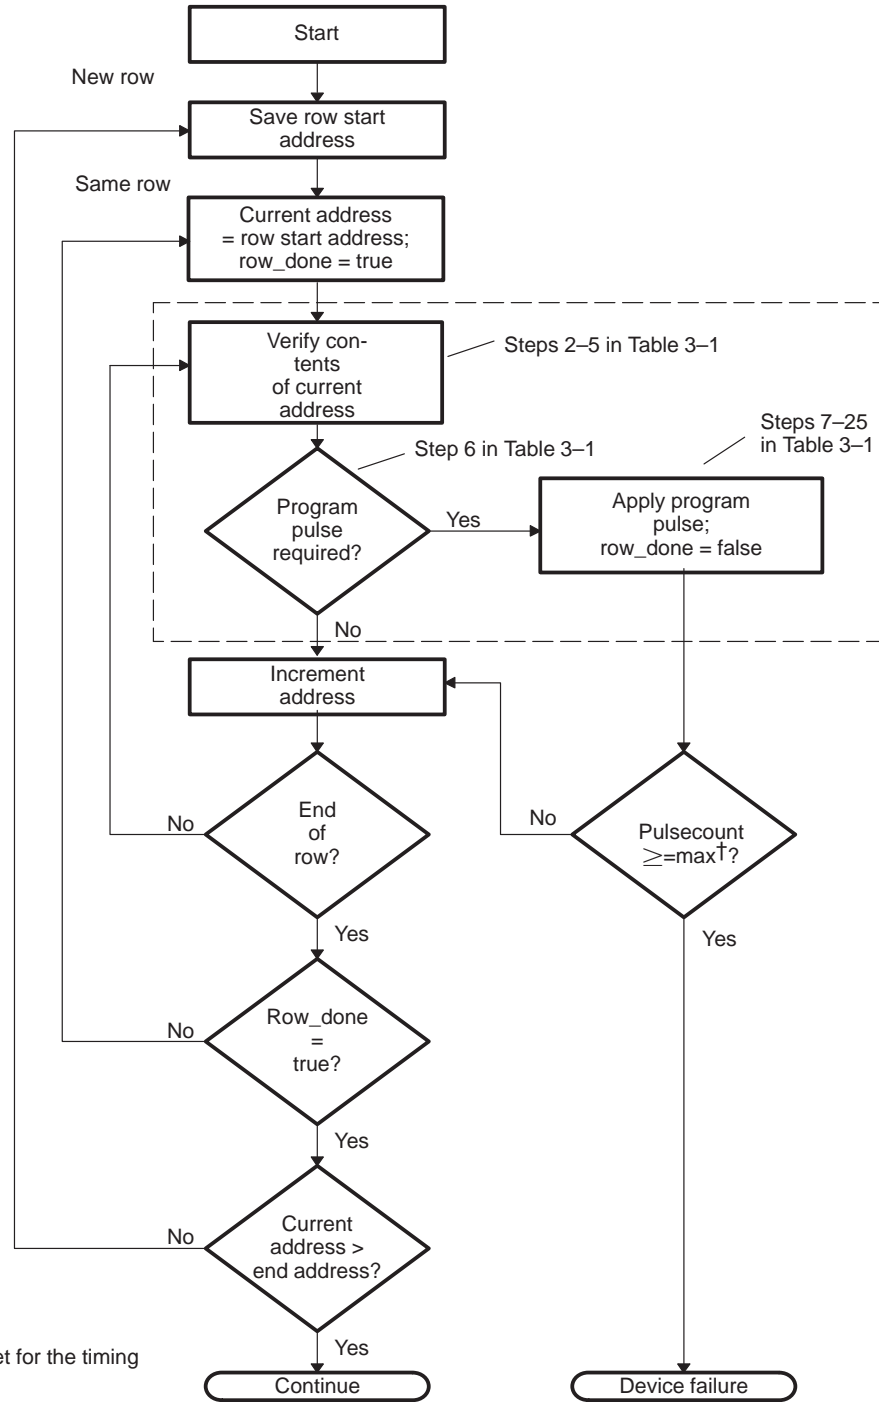 Start
New row
Save row start
address
Same row
Current address
= row start address;
row_done = true
Verify con-
tents
of current
address
Steps 2–5 in Table 3–1
Steps 7–25
in Table 3–1
Step 6 in Table 3–1
Program
pulse
required?
Yes
Apply program
pulse;
row_done = false
No
Increment
address
End
of
row?
No
No
Pulsecount
≥=max†?
Yes
Yes
Row_done
=
true?
No
Yes
Current
address >
end address?
No
Yes
et for the timing
Continue
Device failure